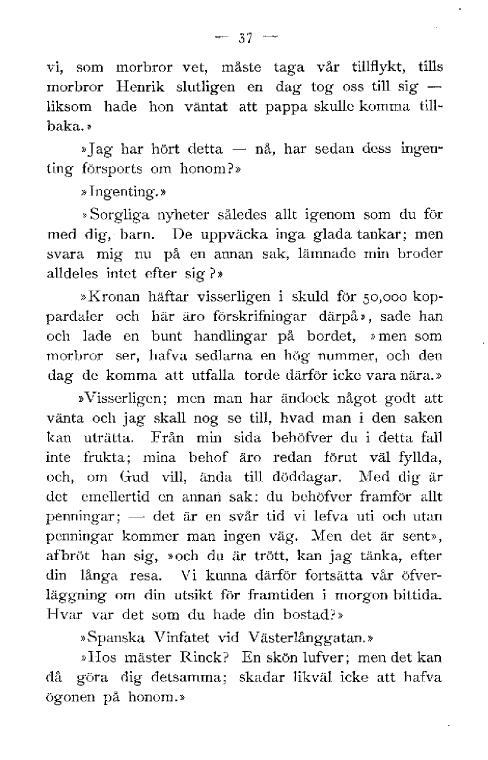 — 37 —
vi, som morbror vet, måste taga vår tillflykt, tills
morbror Henrik slutligen en dag tog oss till sig —
liksom hade hon väntat att pappa skulle komma till-
baka.»
»Jag har hört detta — nå, har sedan dess ingen-
ting försports om honom?»
»Ingenting.»
»Sorgliga nyheter således allt igenom som du för
med dig, barn. De uppväcka inga glada tankar; men
svara mig nu på en annan sak, lämnade min broder
alldeles intet efter sig?»
»Kronan häftar visserligen i skuld för 50,000 kop-
pardaler och här äro förskrifningar därpå», sade han
och lade en bunt handlingar på bordet, »men som
morbror ser, hafva sedlarna en hög nummer, och den
dag de komma att utfalla torde därför icke vara nära.»
»Visserligen; men man har ändock något godt att
vänta och jag skall nog se till, hvad man i den saken
kan uträtta. Från min sida behöfver du i detta fall
inte frukta; mina behof äro redan förut väl fyllda,
och, om Gud vill, ända till döddagar. Med dig är
det emellertid en annan sak: du behöfver framför allt
penningar; — det är en svår tid vi lefva uti och utan
penningar kommer man ingen väg. Men det är sent»,
afbröt han sig, »och du är trött, kan jag tänka, efter
din långa resa. Vi kunna därför fortsätta vår öfver-
läggning om din utsikt för framtiden i morgon bittida.
Hvar var det som du hade din bostad?»
»Spanska Vinfatet vid Västerlånggatan.»
»Hos mäster Rinck? En skön lufver; men det kan
då göra dig detsamma; skadar likväl icke att hafva
ögonen på honom.»